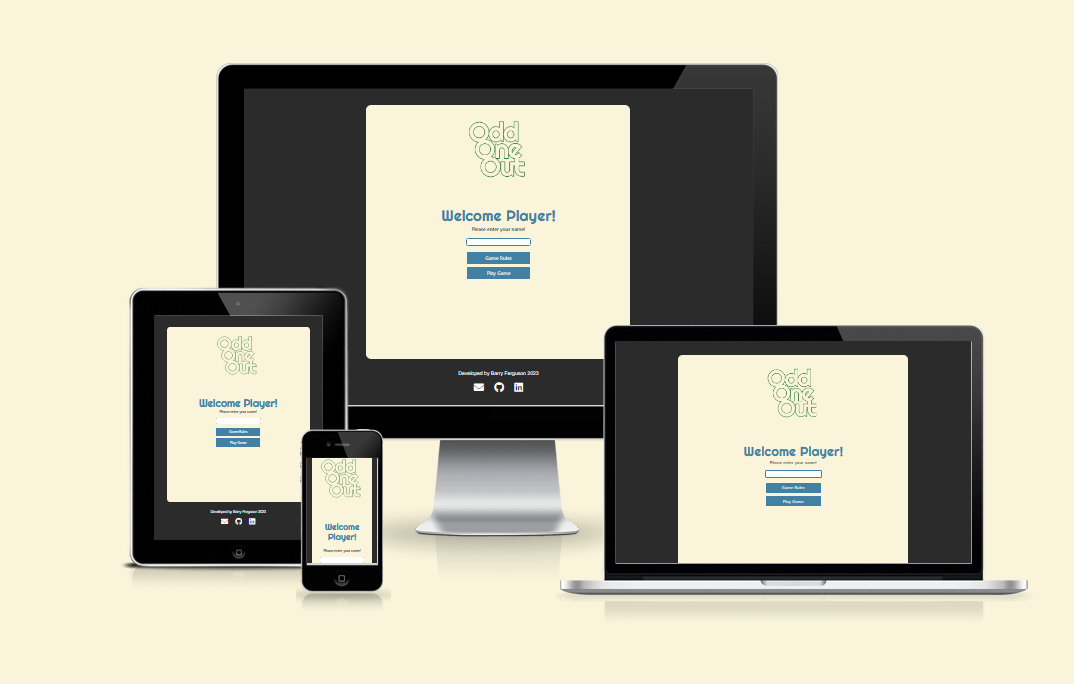 Odd
One
Out
Welcome Player!
Please enter your name!
Game Rules
Play Game
Developed by Barry Ferguson 2023
Odd
One
Out
Welcome Player!
Please enter your name!
Game Rules
Play Game
Developed by Barry Ferguson 2023
Odd
One
Out
Welcome
Player!
Please enter your name!
Odd
One
Out
Welcome Player!
Please enter your name!
Game Rules
Play Game